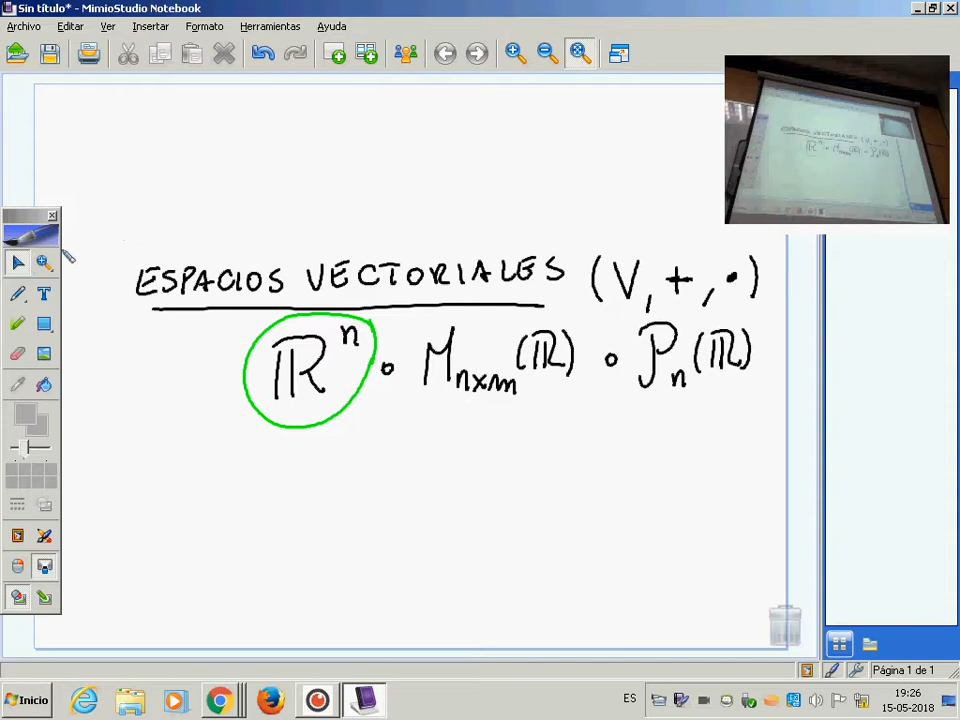 Sin título* - MimioStudio Notebook
Archivo Editar Ver Insertar Formato Herramientas Ayuda
ESPACIOS VECTORIALES (V, +, •)
ℝⁿ • Mₙₓₘ(ℝ) • Pₙ(ℝ)
Página 1 de 1
Inicio
ES
19:26
15-05-2018